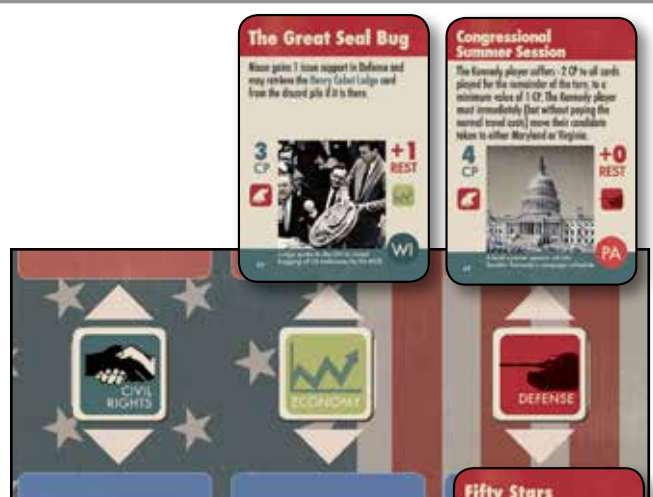 The Great Seal Bug
Nixon gains 1 issue support in Defense and
may retrieve the Henry Cabot Lodge card
from the discard pile if it is there.
3
CP
+1
REST
WI
Congressional
Summer Session
The Kennedy player suffers -2 CP to all cards
played for the remainder of the turn, to a
minimum value of 1 CP. The Kennedy player
must immediately (but without paying the
normal travel costs) move their candidate
token to either Maryland or Virginia.
4
CP
+0
REST
PA
CIVIL
RIGHTS
ECONOMY
DEFENSE
Fifty Stars